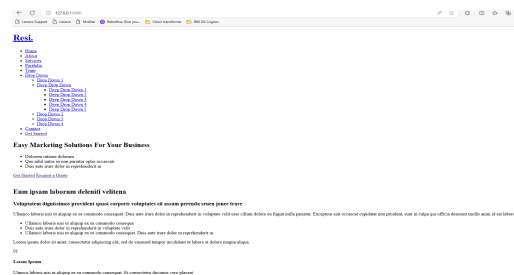 127.0.0.1:8000
Lesson Support
Lessons
Mobility
Roboflow: Give you...
Vision transformer
IBM DA Capson
Resi.
Home
About
Services
Portfolio
Team
Drop Down
Drop Down 1
Deep Drop Down
Deep Drop Down 1
Deep Drop Down 2
Deep Drop Down 3
Deep Drop Down 4
Deep Drop Down 5
Drop Down 2
Drop Down 3
Drop Down 4
Contact
Get Started
Easy Marketing Solutions For Your Business
Dolorem ratione dolorum
Quo nihil natus ex non pariatur optio occaecati
Duis aute irure dolor in reprehenderit in
Get Started Request a Quote
Eum ipsam laborum deleniti velitena
Voluptatem dignissimos provident quasi corporis voluptates sit assum perenda sruen jonee trave
Ullamco laboris nisi ut aliquip ex ea commodo consequat. Duis aute irure dolor in reprehenderit in voluptate velit esse cillum dolore eu fugiat nulla pariatur. Excepteur sint occaecat cupidatat non proident, sunt in culpa qui officia deserunt mollit anim id est labor
Ullamco laboris nisi ut aliquip ex ea commodo consequa
Duis aute irure dolor in reprehenderit in voluptate velit
Ullamco laboris nisi ut aliquip ex ea commodo consequat. Duis aute irure dolor in reprehenderit in
Lorem ipsum dolor sit amet, consectetur adipiscing elit, sed do eiusmod tempor incididunt ut labore et dolore magna aliqua.
01
Lorem Ipsum
Ullamco laboris nisi ut aliquip ex ea commodo consequat. Et consectetur ducimus vero placeat